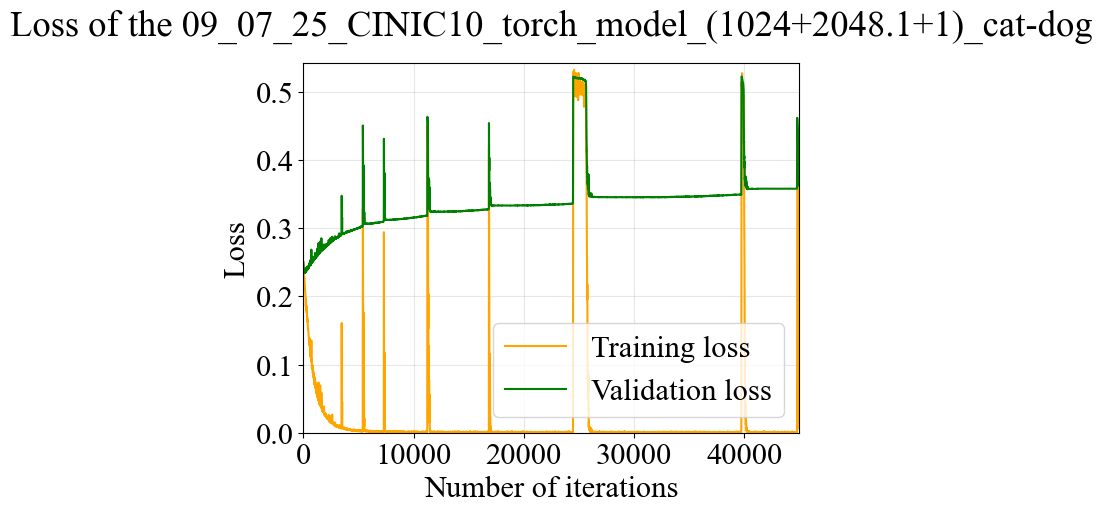 Loss of the 09_07_25_CINIC10_torch_model_(1024+2048.1+1)_cat-dog
0.5
0.4
0.3
0.2
0.1
0.0
Loss
Training loss
Validation loss
0 10000 20000 30000 40000
Number of iterations